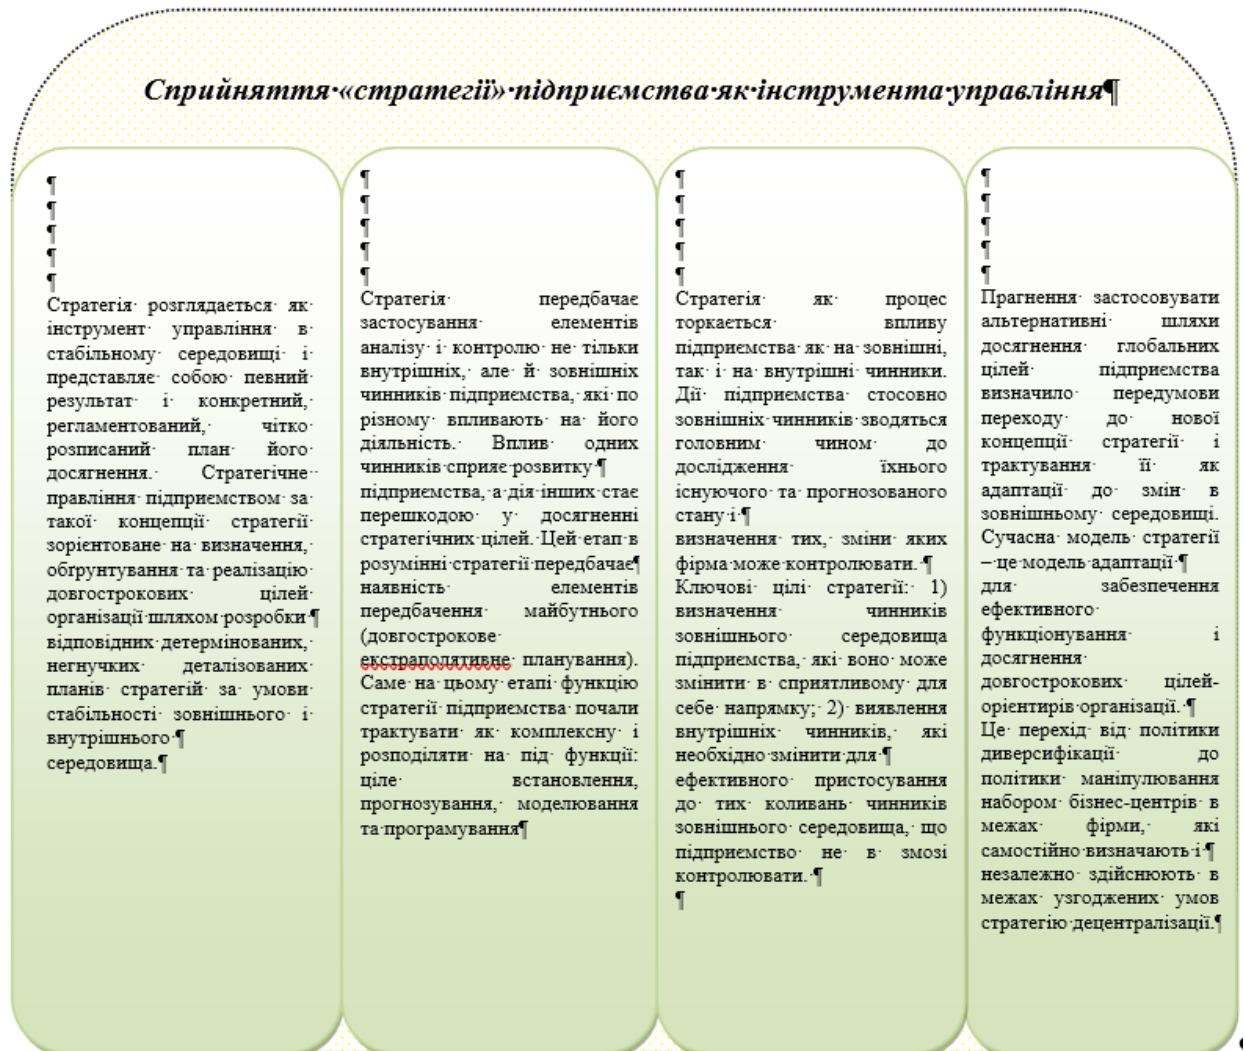 Сприйняття «стратегії» підприємства як інструмента управління
Стратегія розглядається як
інструмент управління в
стабільному середовищі і
представляє собою певний
результат і конкретний,
регламентований, чітко
розписаний план його
досягнення. Стратегічне
правління підприємством за
такої концепції стратегії
зорієнтоване на визначення,
обґрунтування та реалізацію
довгострокових цілей
організації шляхом розробки
відповідних детермінованих,
негнучких деталізованих
планів стратегій за умови
стабільності зовнішнього і
внутрішнього
середовища.
Стратегія передбачає
застосування елементів
аналізу і контролю не тільки
внутрішніх, але й зовнішніх
чинників підприємства, які по
різному впливають на його
діяльність. Вплив одних
чинників сприяє розвитку
підприємства, а дія інших стає
перешкодою у досягненні
стратегічних цілей. Цей етап в
розумінні стратегії передбачає
наявність елементів
передбачення майбутнього
(довгострокове
екстраполятивне планування).
Саме на цьому етапі функцію
стратегії підприємства почали
трактувати як комплексну і
розподіляти на під функції:
ціле встановлення,
прогнозування, моделювання
та програмування
Стратегія як процес
торкається впливу
підприємства як на зовнішні,
так і на внутрішні чинники.
Дії підприємства стосовно
зовнішніх чинників зводяться
головним чином до
дослідження їхнього
існуючого та прогнозованого
стану і
визначення тих, зміни яких
фірма може контролювати.
Ключові цілі стратегії: 1)
визначення чинників
зовнішнього середовища
підприємства, які воно може
змінити в сприятливому для
себе напрямку; 2) виявлення
внутрішніх чинників, які
необхідно змінити для
ефективного пристосування
до тих коливань чинників
зовнішнього середовища, що
підприємство не в змозі
контролювати.
Прагнення застосовувати
альтернативні шляхи
досягнення глобальних
цілей підприємства
визначило передумови
переходу до нової
концепції стратегії і
трактування її як
адаптації до змін в
зовнішньому середовищі.
Сучасна модель стратегії
– це модель адаптації
для забезпечення
ефективного
функціонування і
досягнення
довгострокових цілей-
орієнтирів організації.
Це перехід від політики
диверсифікації до
політики маніпулювання
набором бізнес-центрів в
межах фірми, які
самостійно визначають і
незалежно здійснюють в
межах узгоджених умов
стратегію децентралізації.